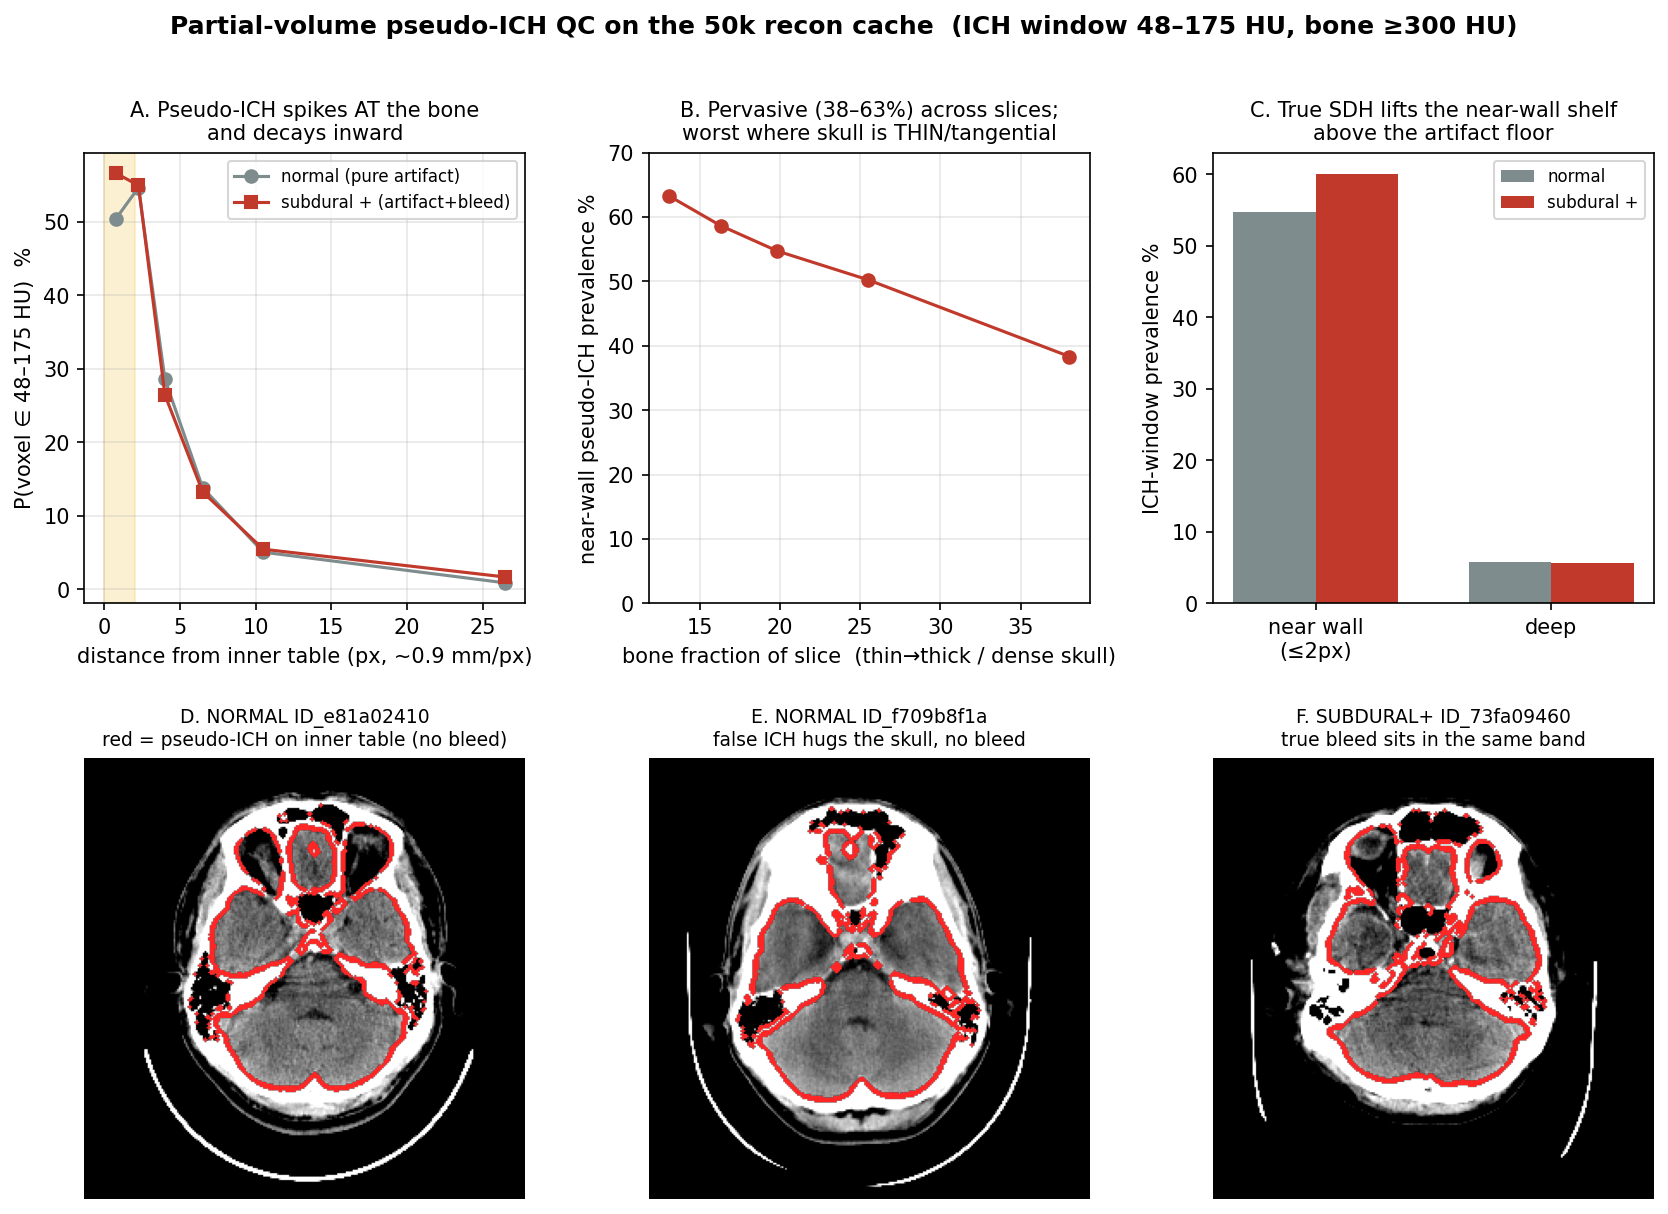 Partial-volume pseudo-ICH QC on the 50k recon cache  (ICH window 48–175 HU, bone ≥300 HU)
A. Pseudo-ICH spikes AT the bone
and decays inward
P(voxel ∈ 48–175 HU)  %
50
40
30
20
10
0
normal (pure artifact)
subdural + (artifact+bleed)
0 5 10 15 20 25
distance from inner table (px, ~0.9 mm/px)
B. Pervasive (38–63%) across slices;
worst where skull is THIN/tangential
near-wall pseudo-ICH prevalence %
70
60
50
40
30
20
10
0
15 20 25 30 35
bone fraction of slice  (thin→thick / dense skull)
C. True SDH lifts the near-wall shelf
above the artifact floor
ICH-window prevalence %
60
50
40
30
20
10
0
normal
subdural +
near wall
(≤2px)
deep
D. NORMAL ID_e81a02410
red = pseudo-ICH on inner table (no bleed)
E. NORMAL ID_f709b8f1a
false ICH hugs the skull, no bleed
F. SUBDURAL+ ID_73fa09460
true bleed sits in the same band